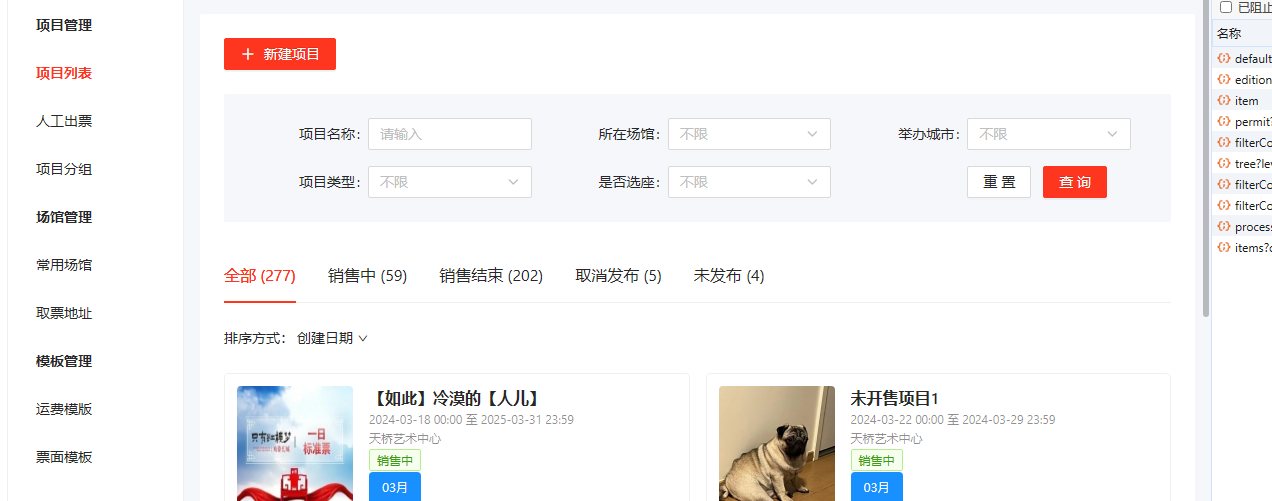 项目管理
项目列表
人工出票
项目分组
场馆管理
常用场馆
取票地址
模板管理
运费模版
票面模板
新建项目
项目名称： 请输入 所在场馆： 不限 举办城市： 不限
项目类型： 不限 是否选座： 不限 重 置 查 询
全部 (277) 销售中 (59) 销售结束 (202) 取消发布 (5) 未发布 (4)
排序方式： 创建日期
【如此】冷漠的【人儿】
2024-03-18 00:00 至 2025-03-31 23:59
天桥艺术中心
销售中
03月
只有红楼梦
一日
标准票
未开售项目1
2024-03-22 00:00 至 2024-03-29 23:59
天桥艺术中心
销售中
03月
已阻止
名称
default
edition
item
permit?
filterCo
tree?lev
filterCo
filterCo
process
items?c